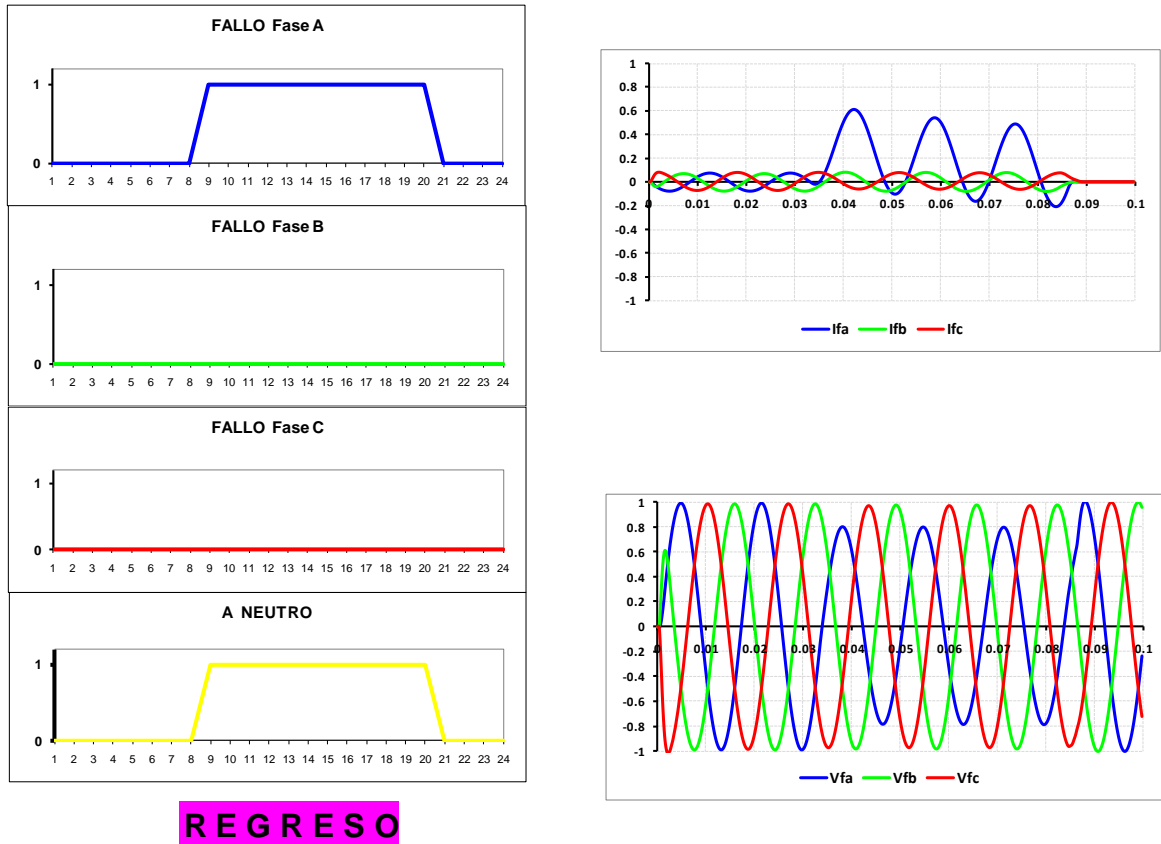 FALLO Fase A
1
0
1 2 3 4 5 6 7 8 9 10 11 12 13 14 15 16 17 18 19 20 21 22 23 24
FALLO Fase B
1
0
1 2 3 4 5 6 7 8 9 10 11 12 13 14 15 16 17 18 19 20 21 22 23 24
FALLO Fase C
1
0
1 2 3 4 5 6 7 8 9 10 11 12 13 14 15 16 17 18 19 20 21 22 23 24
A NEUTRO
1
0
1 2 3 4 5 6 7 8 9 10 11 12 13 14 15 16 17 18 19 20 21 22 23 24
R E G R E S O
1
0.8
0.6
0.4
0.2
0
-0.2
-0.4
-0.6
-0.8
-1
0 0.01 0.02 0.03 0.04 0.05 0.06 0.07 0.08 0.09 0.1
Ifa Ifb Ifc
1
0.8
0.6
0.4
0.2
0
-0.2
-0.4
-0.6
-0.8
-1
0 0.01 0.02 0.03 0.04 0.05 0.06 0.07 0.08 0.09 0.1
Vfa Vfb Vfc